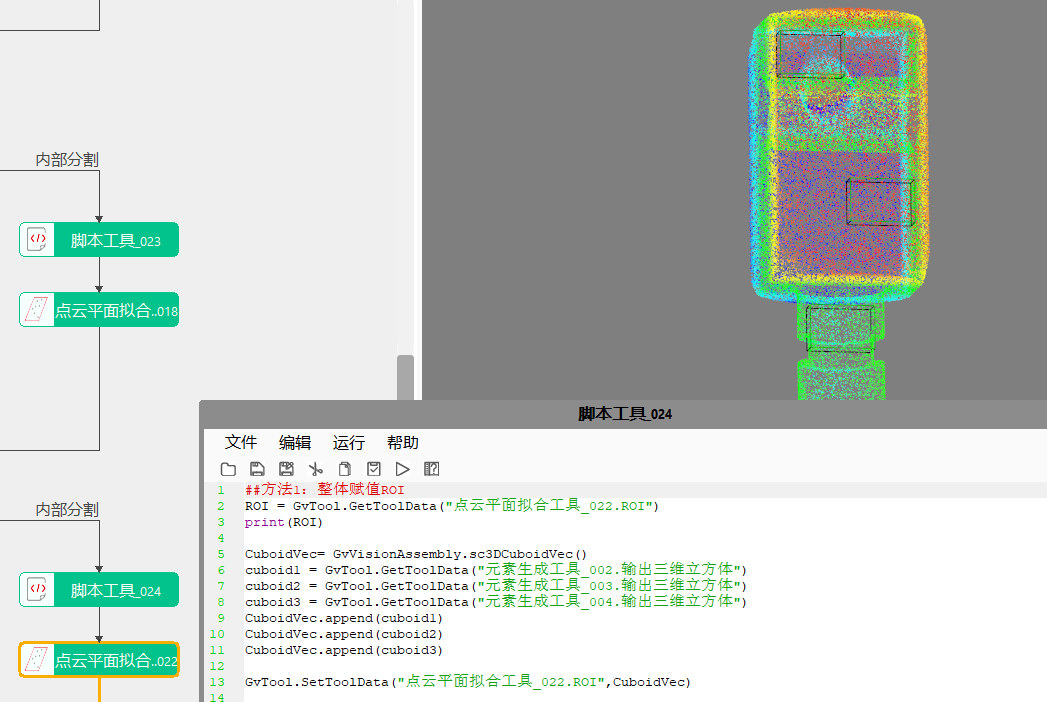 内部分割
脚本工具_023
点云平面拟合..018
内部分割
脚本工具_024
点云平面拟合..022
脚本工具_024
文件 编辑 运行 帮助
1 ##方法1：整体赋值ROI
2 ROI = GvTool.GetToolData("点云平面拟合工具_022.ROI")
3 print(ROI)
4
5 CuboidVec= GvVisionAssembly.sc3DCuboidVec()
6 cuboid1 = GvTool.GetToolData("元素生成工具_002.输出三维立方体")
7 cuboid2 = GvTool.GetToolData("元素生成工具_003.输出三维立方体")
8 cuboid3 = GvTool.GetToolData("元素生成工具_004.输出三维立方体")
9 CuboidVec.append(cuboid1)
10 CuboidVec.append(cuboid2)
11 CuboidVec.append(cuboid3)
12
13 GvTool.SetToolData("点云平面拟合工具_022.ROI",CuboidVec)
14